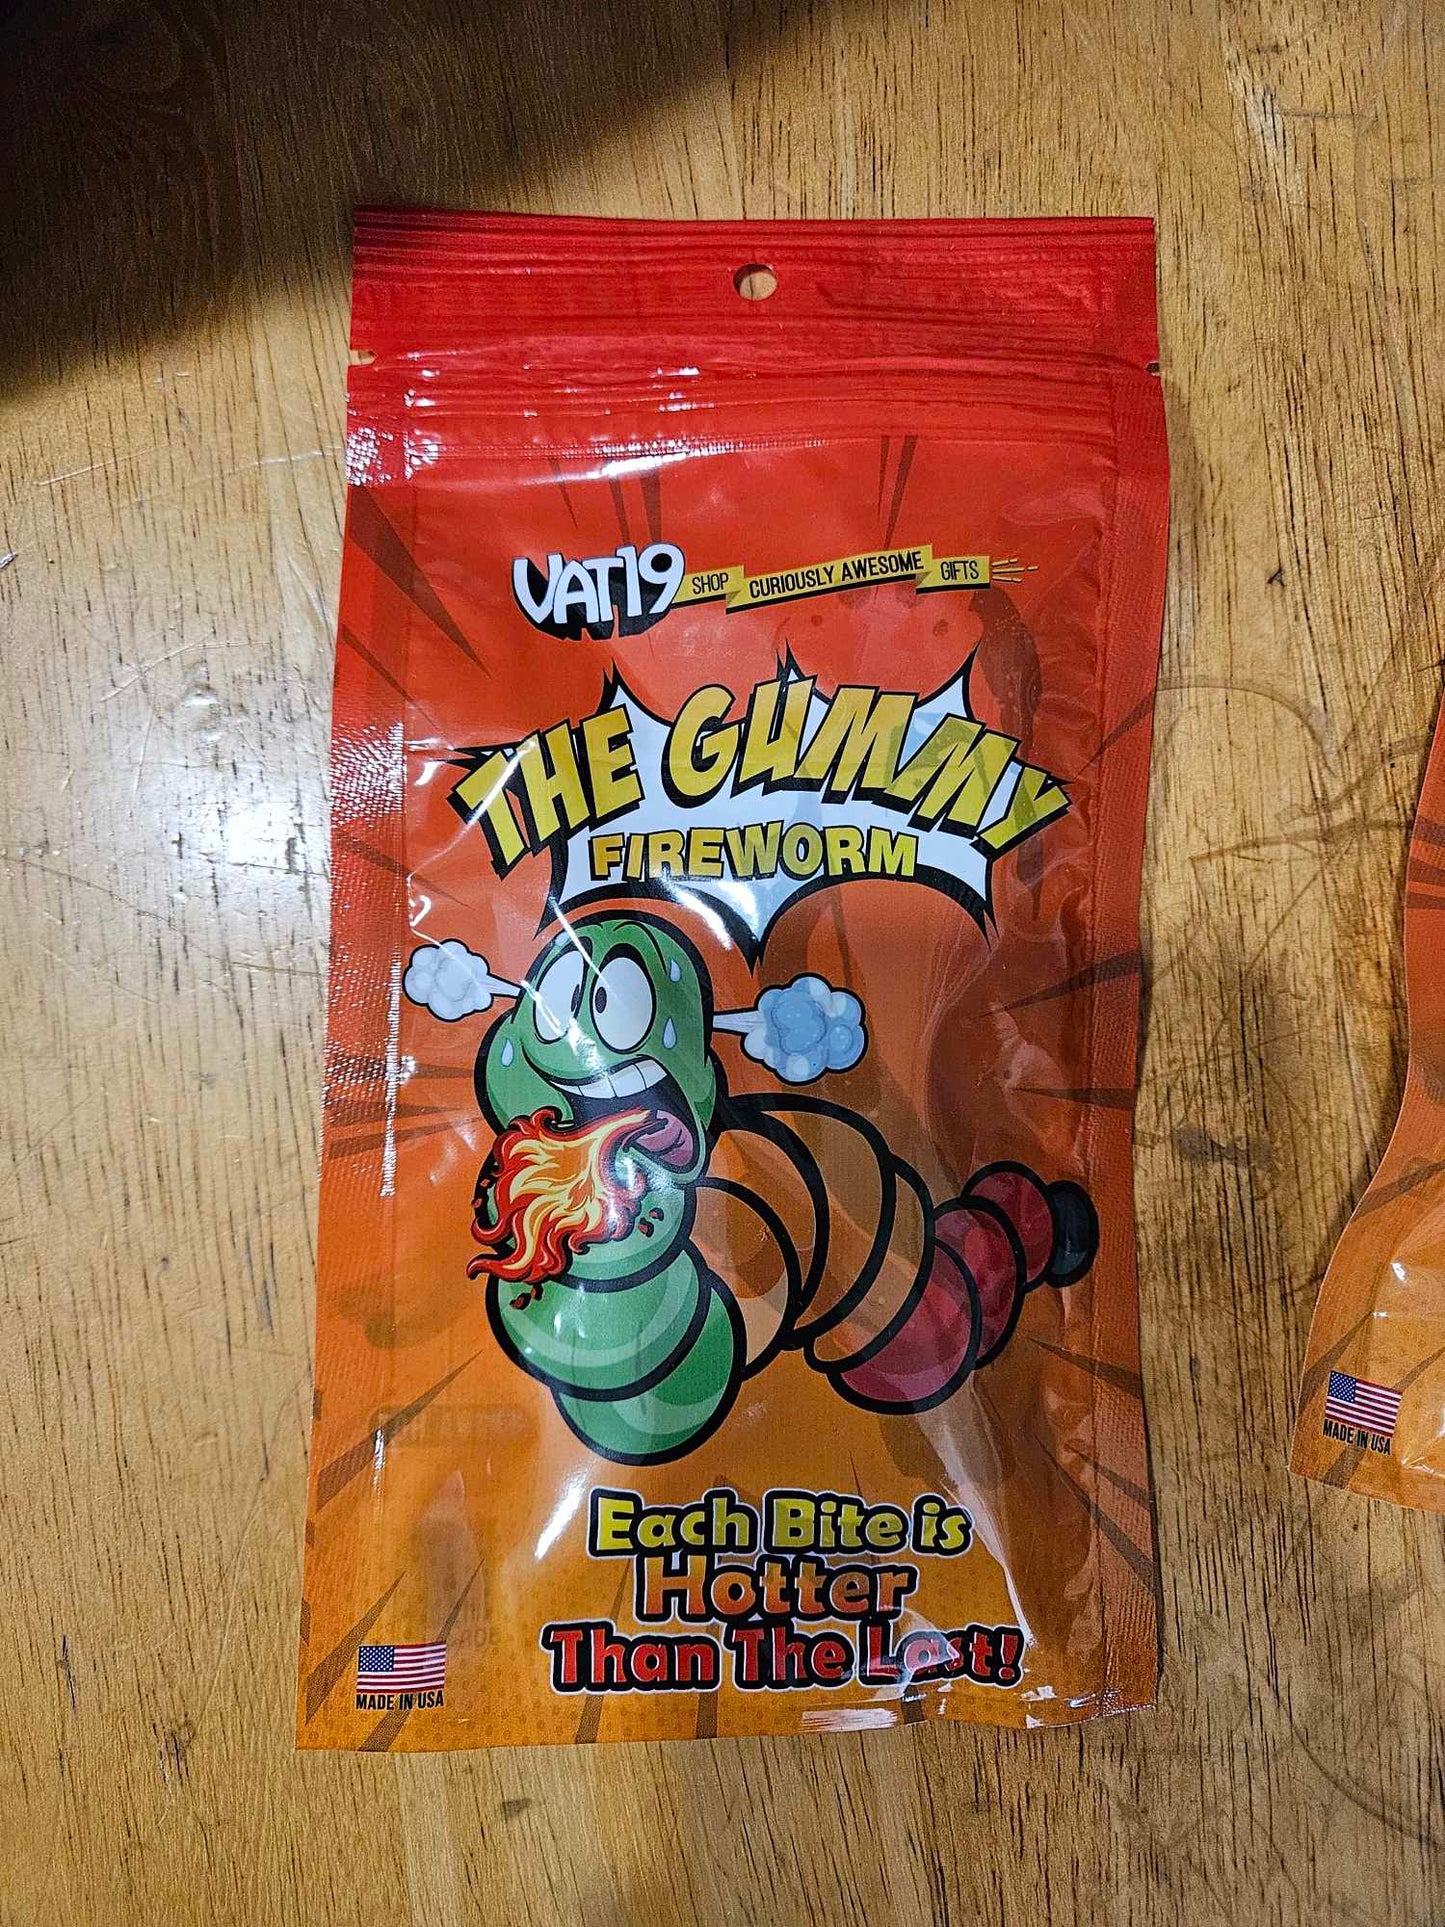 VAT19 SHOP CURIOUSLY AWESOME GIFTS
THE GUMMY
FIREWORM
Each Bite is
Hotter
Than The Last!
MADE IN USA
MADE IN USA